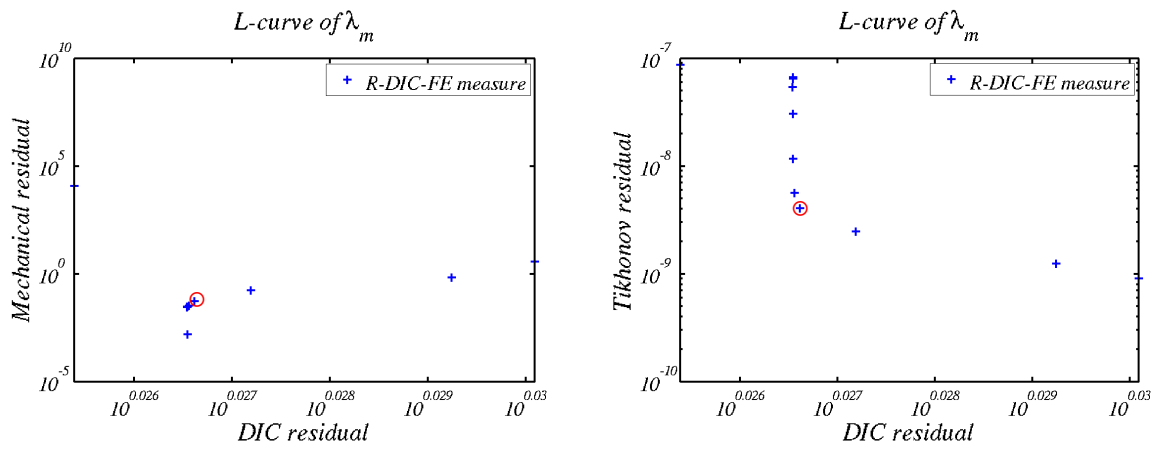 L-curve of λm
10^10
10^5
10^0
10^-5
Mechanical residual
R-DIC-FE measure
10^0.026
10^0.027
10^0.028
10^0.029
10^0.03
DIC residual
L-curve of λm
10^-7
10^-8
10^-9
10^-10
Tikhonov residual
R-DIC-FE measure
10^0.026
10^0.027
10^0.028
10^0.029
10^0.03
DIC residual